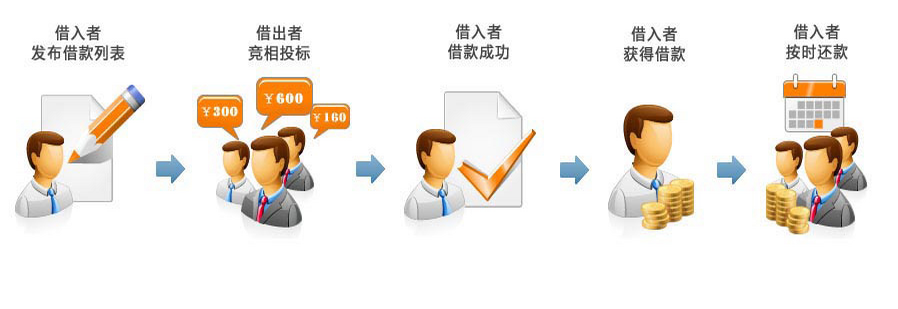 借入者
发布借款列表
借出者
竞相投标
借入者
借款成功
借入者
获得借款
借入者
按时还款
¥300
¥600
¥160